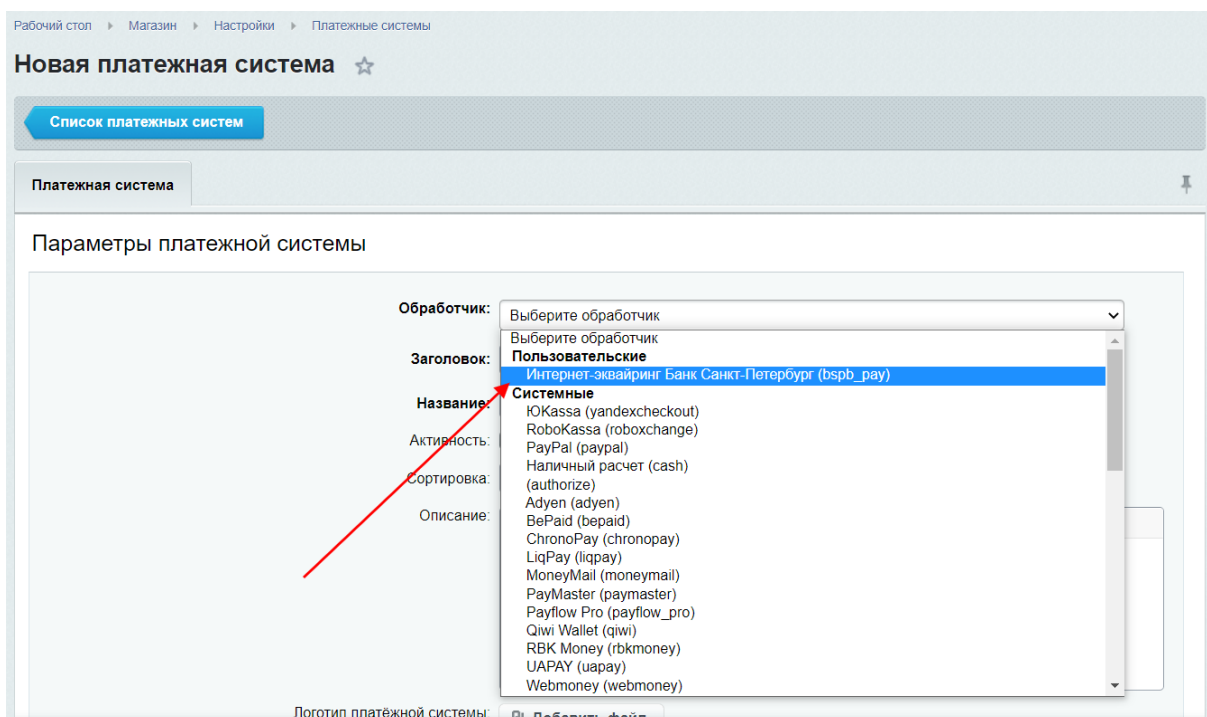 Рабочий стол Магазин Настройки Платежные системы
Новая платежная система
Список платежных систем
Платежная система
Параметры платежной системы
Обработчик: Выберите обработчик
Выберите обработчик
Заголовок: Пользовательские
Интернет-эквайринг Банк Санкт-Петербург (bspb_pay)
Название: Системные
ЮKassa (yandexcheckout)
RoboKassa (roboxchange)
Активность: PayPal (paypal)
Наличный расчет (cash)
Сортировка: (authorize)
Adyen (adyen)
Описание: BePaid (bepaid)
ChronoPay (chronopay)
LiqPay (liqpay)
MoneyMail (moneymail)
PayMaster (paymaster)
Payflow Pro (payflow_pro)
Qiwi Wallet (qiwi)
RBK Money (rbkmoney)
UAPAY (uapay)
Webmoney (webmoney)
Логотип платёжной системы: Добавить файл